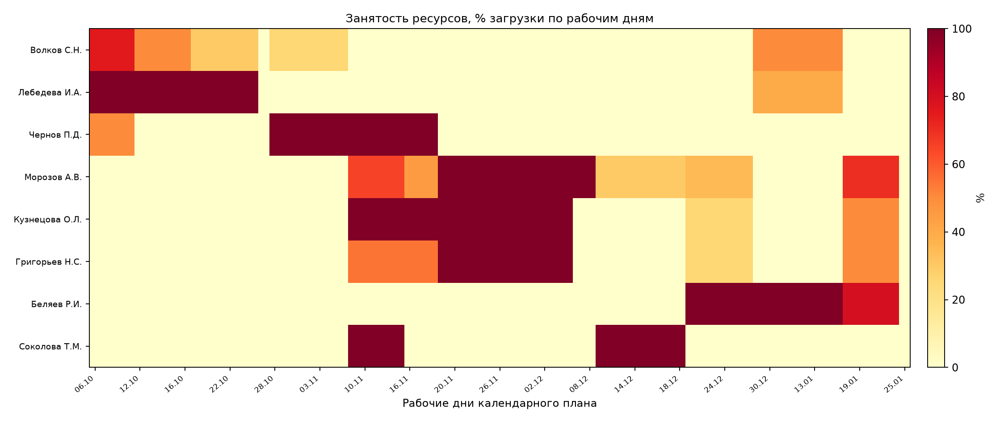 Занятость ресурсов, % загрузки по рабочим дням
Волков С.Н.
Лебедева И.А.
Чернов П.Д.
Морозов А.В.
Кузнецова О.Л.
Григорьев Н.С.
Беляев Р.И.
Соколова Т.М.
06.10 12.10 16.10 22.10 28.10 03.11 10.11 16.11 20.11 26.11 02.12 08.12 14.12 18.12 24.12 30.12 13.01 19.01 25.01
Рабочие дни календарного плана
100
80
60
40
20
0
%